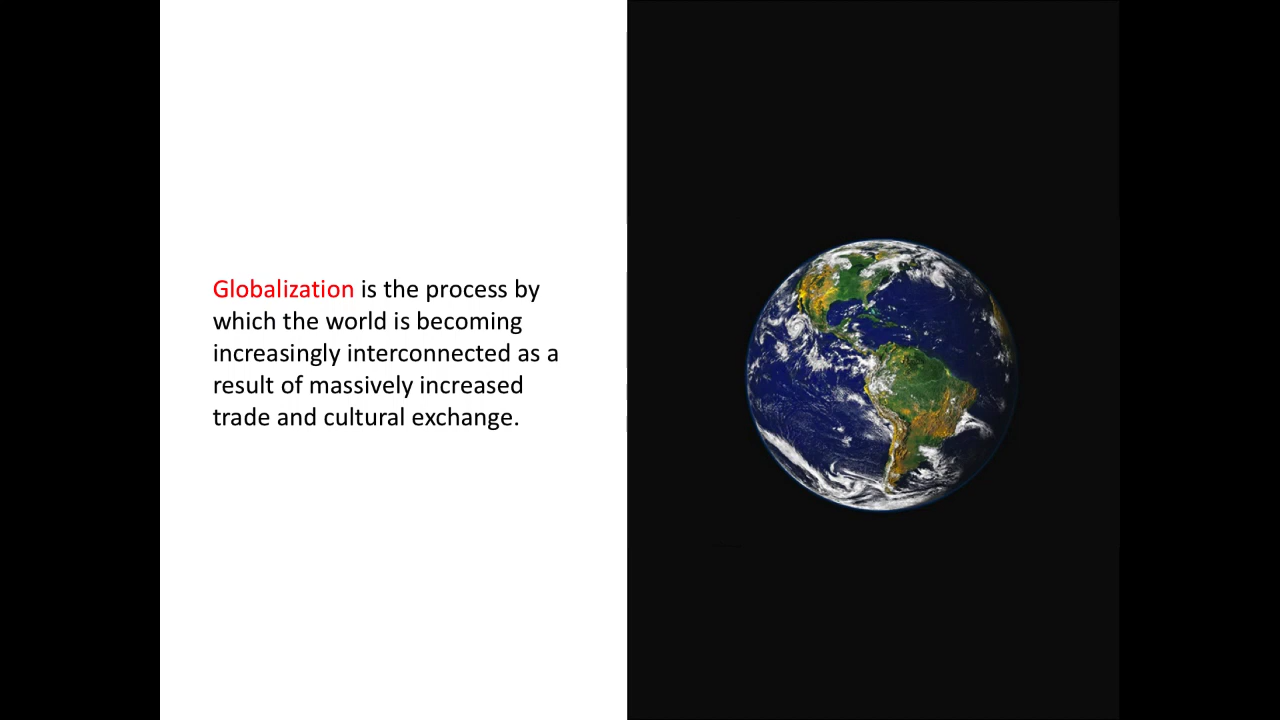 Globalization is the process by
which the world is becoming
increasingly interconnected as a
result of massively increased
trade and cultural exchange.